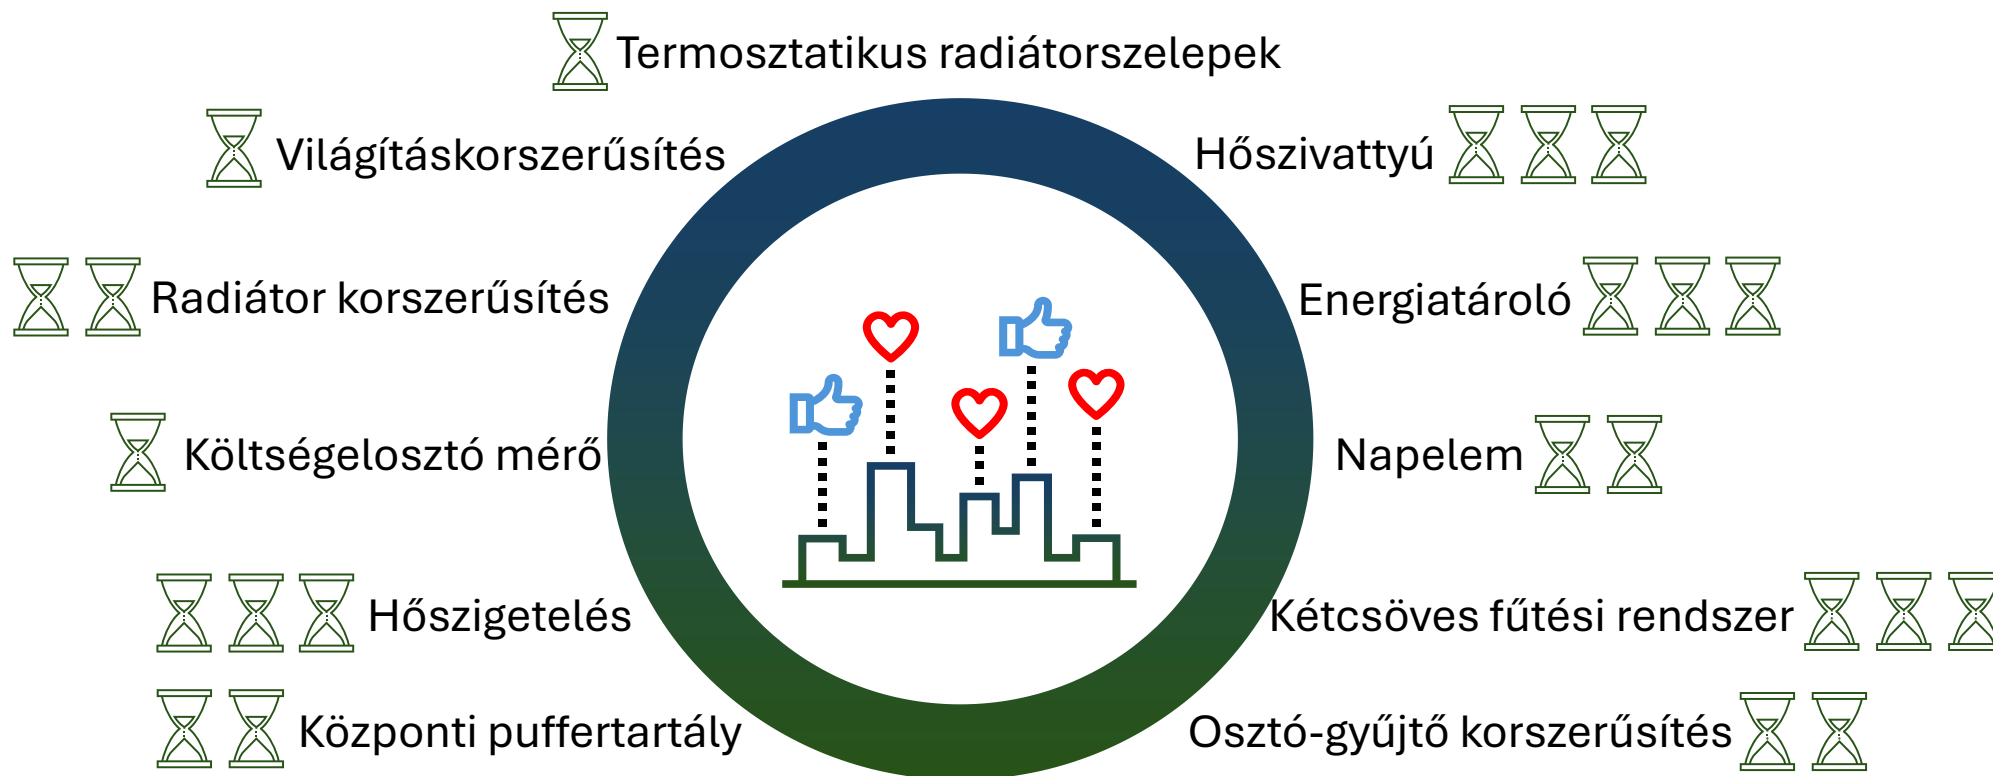 Termosztatikus radiátorszelepek
Világításkorszerűsítés
Hőszivattyú
Radiátor korszerűsítés
Energiatároló
Költségelosztó mérő
Napelem
Hőszigetelés
Kétcsöves fűtési rendszer
Központi puffertartály
Osztó-gyűjtő korszerűsítés